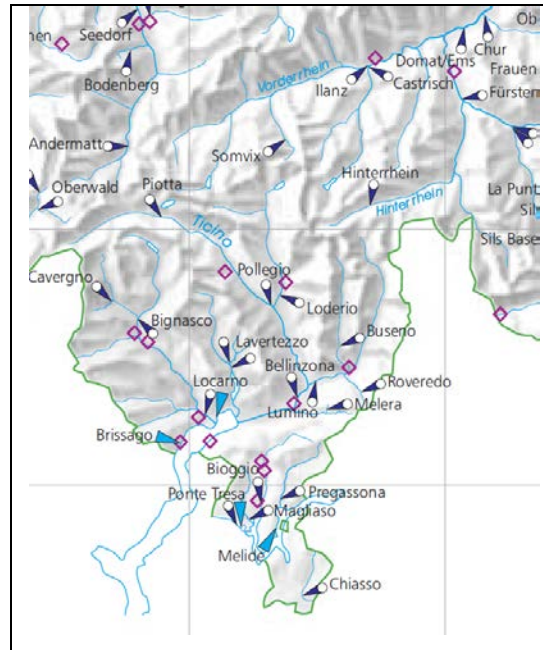 Seedorf
Ob
nen
Domat/Ems
Chur
Bodenberg
Vorderrhein
Frauen
Ilanz
Castrisch
Fürsten
Andermatt
Somvix
Hinterrhein
Oberwald
Piotta
La Punt
Hinterrhein
Sil
Ticino
Sils Base
Cavergno
Pollegio
Loderio
Bignasco
Buseno
Lavertezzo
Bellinzona
Locarno
Roveredo
Lumino
Melera
Brissago
Bioggio
Ponte Tresa
Pregassona
Magliaso
Melide
Chiasso